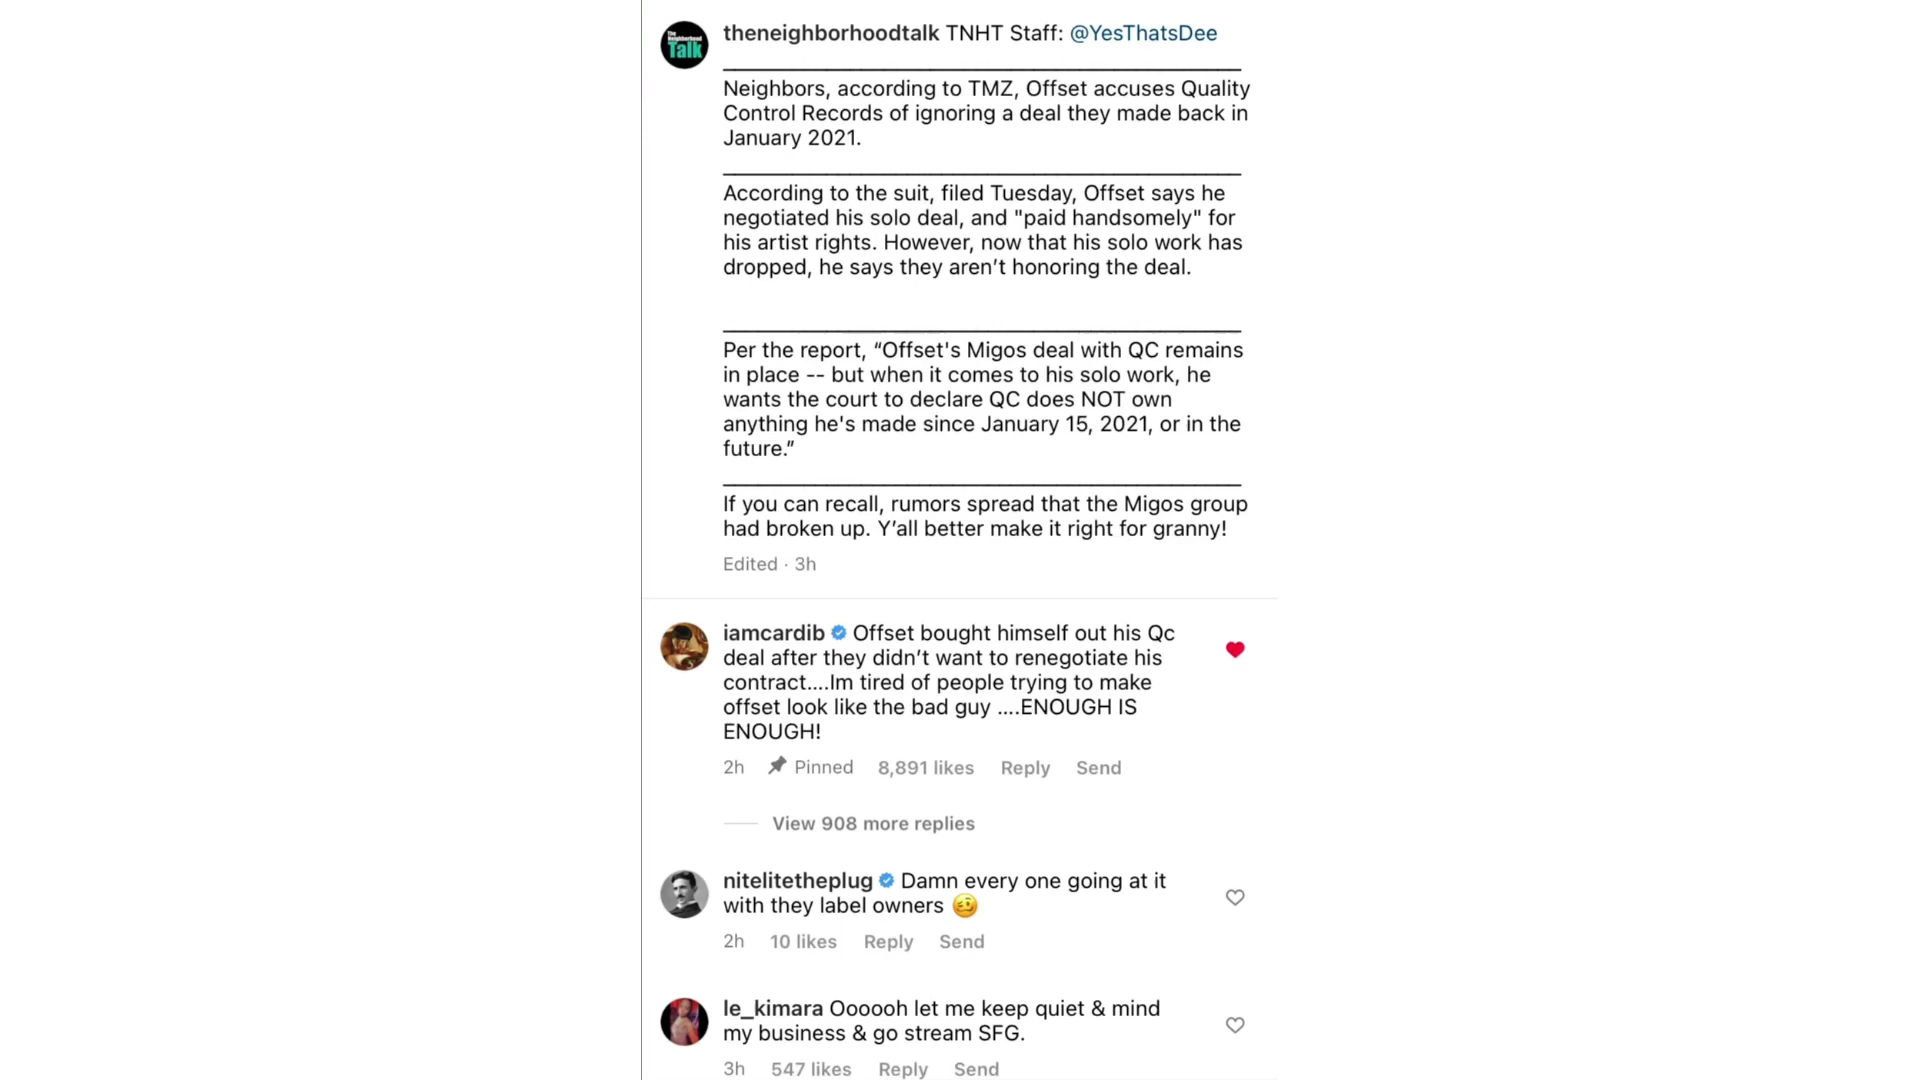 The Neighborhood Talk
theneighborhoodtalk TNHT Staff: @YesThatsDee
Neighbors, according to TMZ, Offset accuses Quality
Control Records of ignoring a deal they made back in
January 2021.
According to the suit, filed Tuesday, Offset says he
negotiated his solo deal, and "paid handsomely" for
his artist rights. However, now that his solo work has
dropped, he says they aren’t honoring the deal.
Per the report, “Offset's Migos deal with QC remains
in place -- but when it comes to his solo work, he
wants the court to declare QC does NOT own
anything he's made since January 15, 2021, or in the
future.”
If you can recall, rumors spread that the Migos group
had broken up. Y’all better make it right for granny!
Edited · 3h
iamcardib Offset bought himself out his Qc
deal after they didn’t want to renegotiate his
contract....Im tired of people trying to make
offset look like the bad guy ....ENOUGH IS
ENOUGH!
2h Pinned 8,891 likes Reply Send
View 908 more replies
nitelitetheplug Damn every one going at it
with they label owners 🥴
2h 10 likes Reply Send
le_kimara Oooooh let me keep quiet & mind
my business & go stream SFG.
3h 547 likes Reply Send